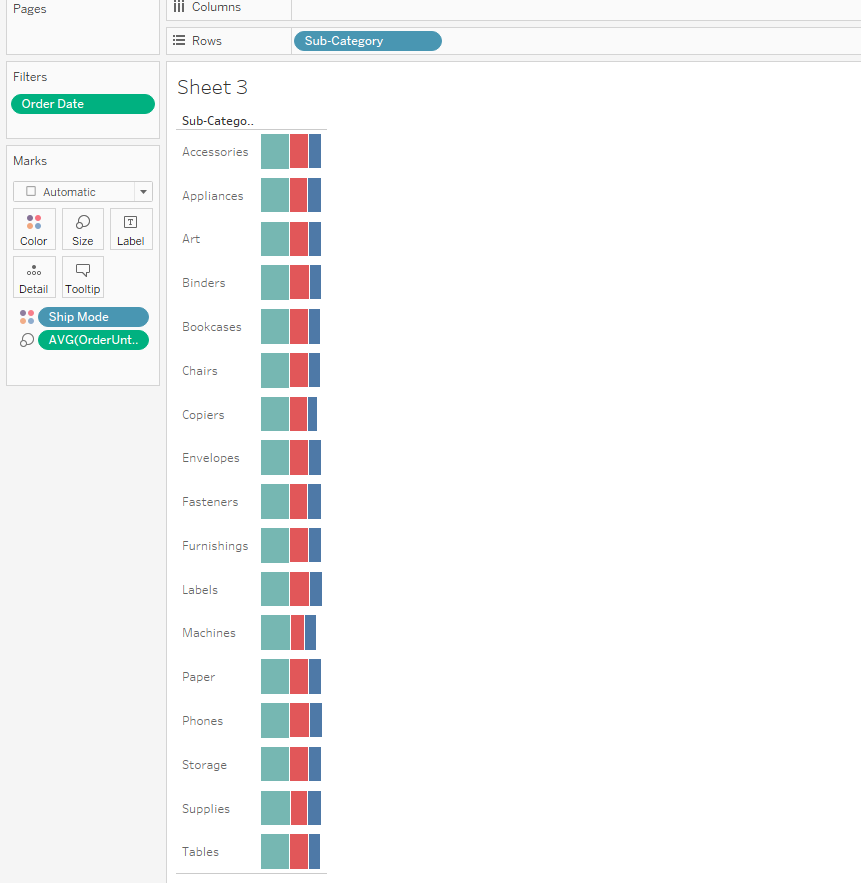 Pages
Columns
Rows
Sub-Category
Filters
Order Date
Marks
Automatic
Color
Size
Label
Detail
Tooltip
Ship Mode
AVG(OrderUnt..
Sheet 3
Sub-Catego..
Accessories
Appliances
Art
Binders
Bookcases
Chairs
Copiers
Envelopes
Fasteners
Furnishings
Labels
Machines
Paper
Phones
Storage
Supplies
Tables